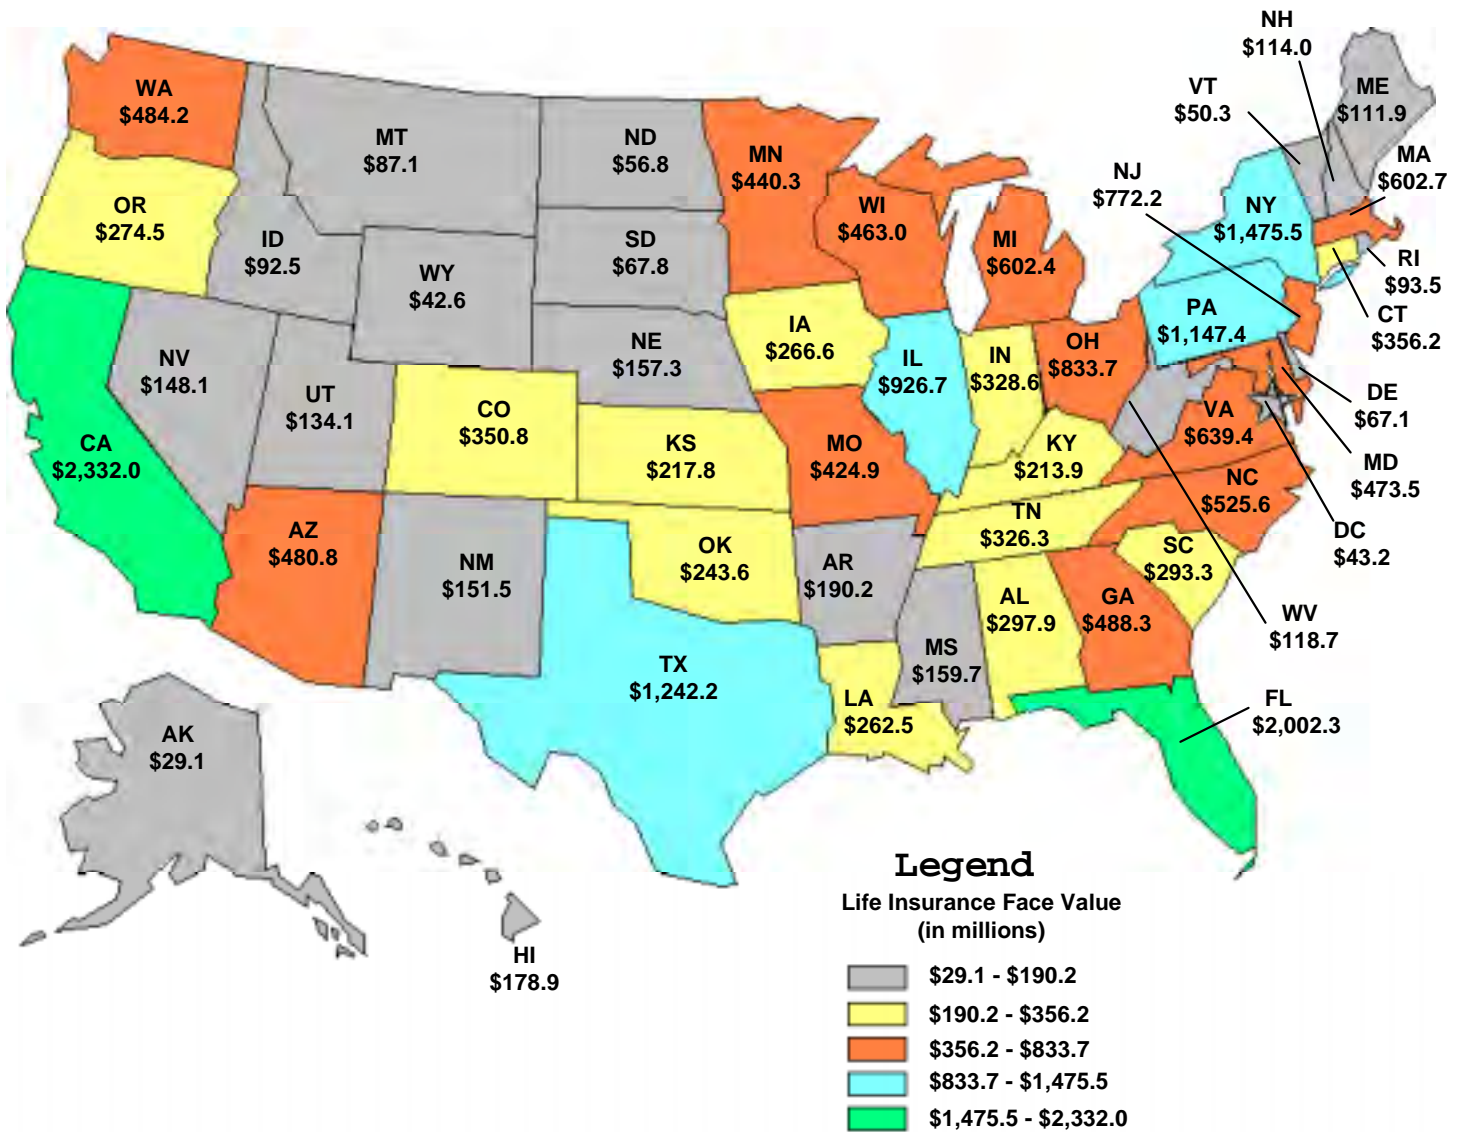 NH
$114.0
VT
$50.3
ME
$111.9
WA
$484.2
MT
$87.1
ND
$56.8
MN
$440.3
NJ
$772.2
MA
$602.7
OR
$274.5
ID
$92.5
SD
$67.8
WI
$463.0
MI
$602.4
NY
$1,475.5
RI
$93.5
WY
$42.6
CT
$356.2
NV
$148.1
UT
$134.1
NE
$157.3
IA
$266.6
IL
$926.7
IN
$328.6
OH
$833.7
PA
$1,147.4
DE
$67.1
CA
$2,332.0
CO
$350.8
KS
$217.8
MO
$424.9
KY
$213.9
VA
$639.4
MD
$473.5
NC
$525.6
DC
$43.2
AZ
$480.8
NM
$151.5
OK
$243.6
AR
$190.2
TN
$326.3
SC
$293.3
WV
$118.7
MS
$159.7
AL
$297.9
GA
$488.3
TX
$1,242.2
LA
$262.5
FL
$2,002.3
AK
$29.1
HI
$178.9
Legend
Life Insurance Face Value
(in millions)
$29.1 - $190.2
$190.2 - $356.2
$356.2 - $833.7
$833.7 - $1,475.5
$1,475.5 - $2,332.0